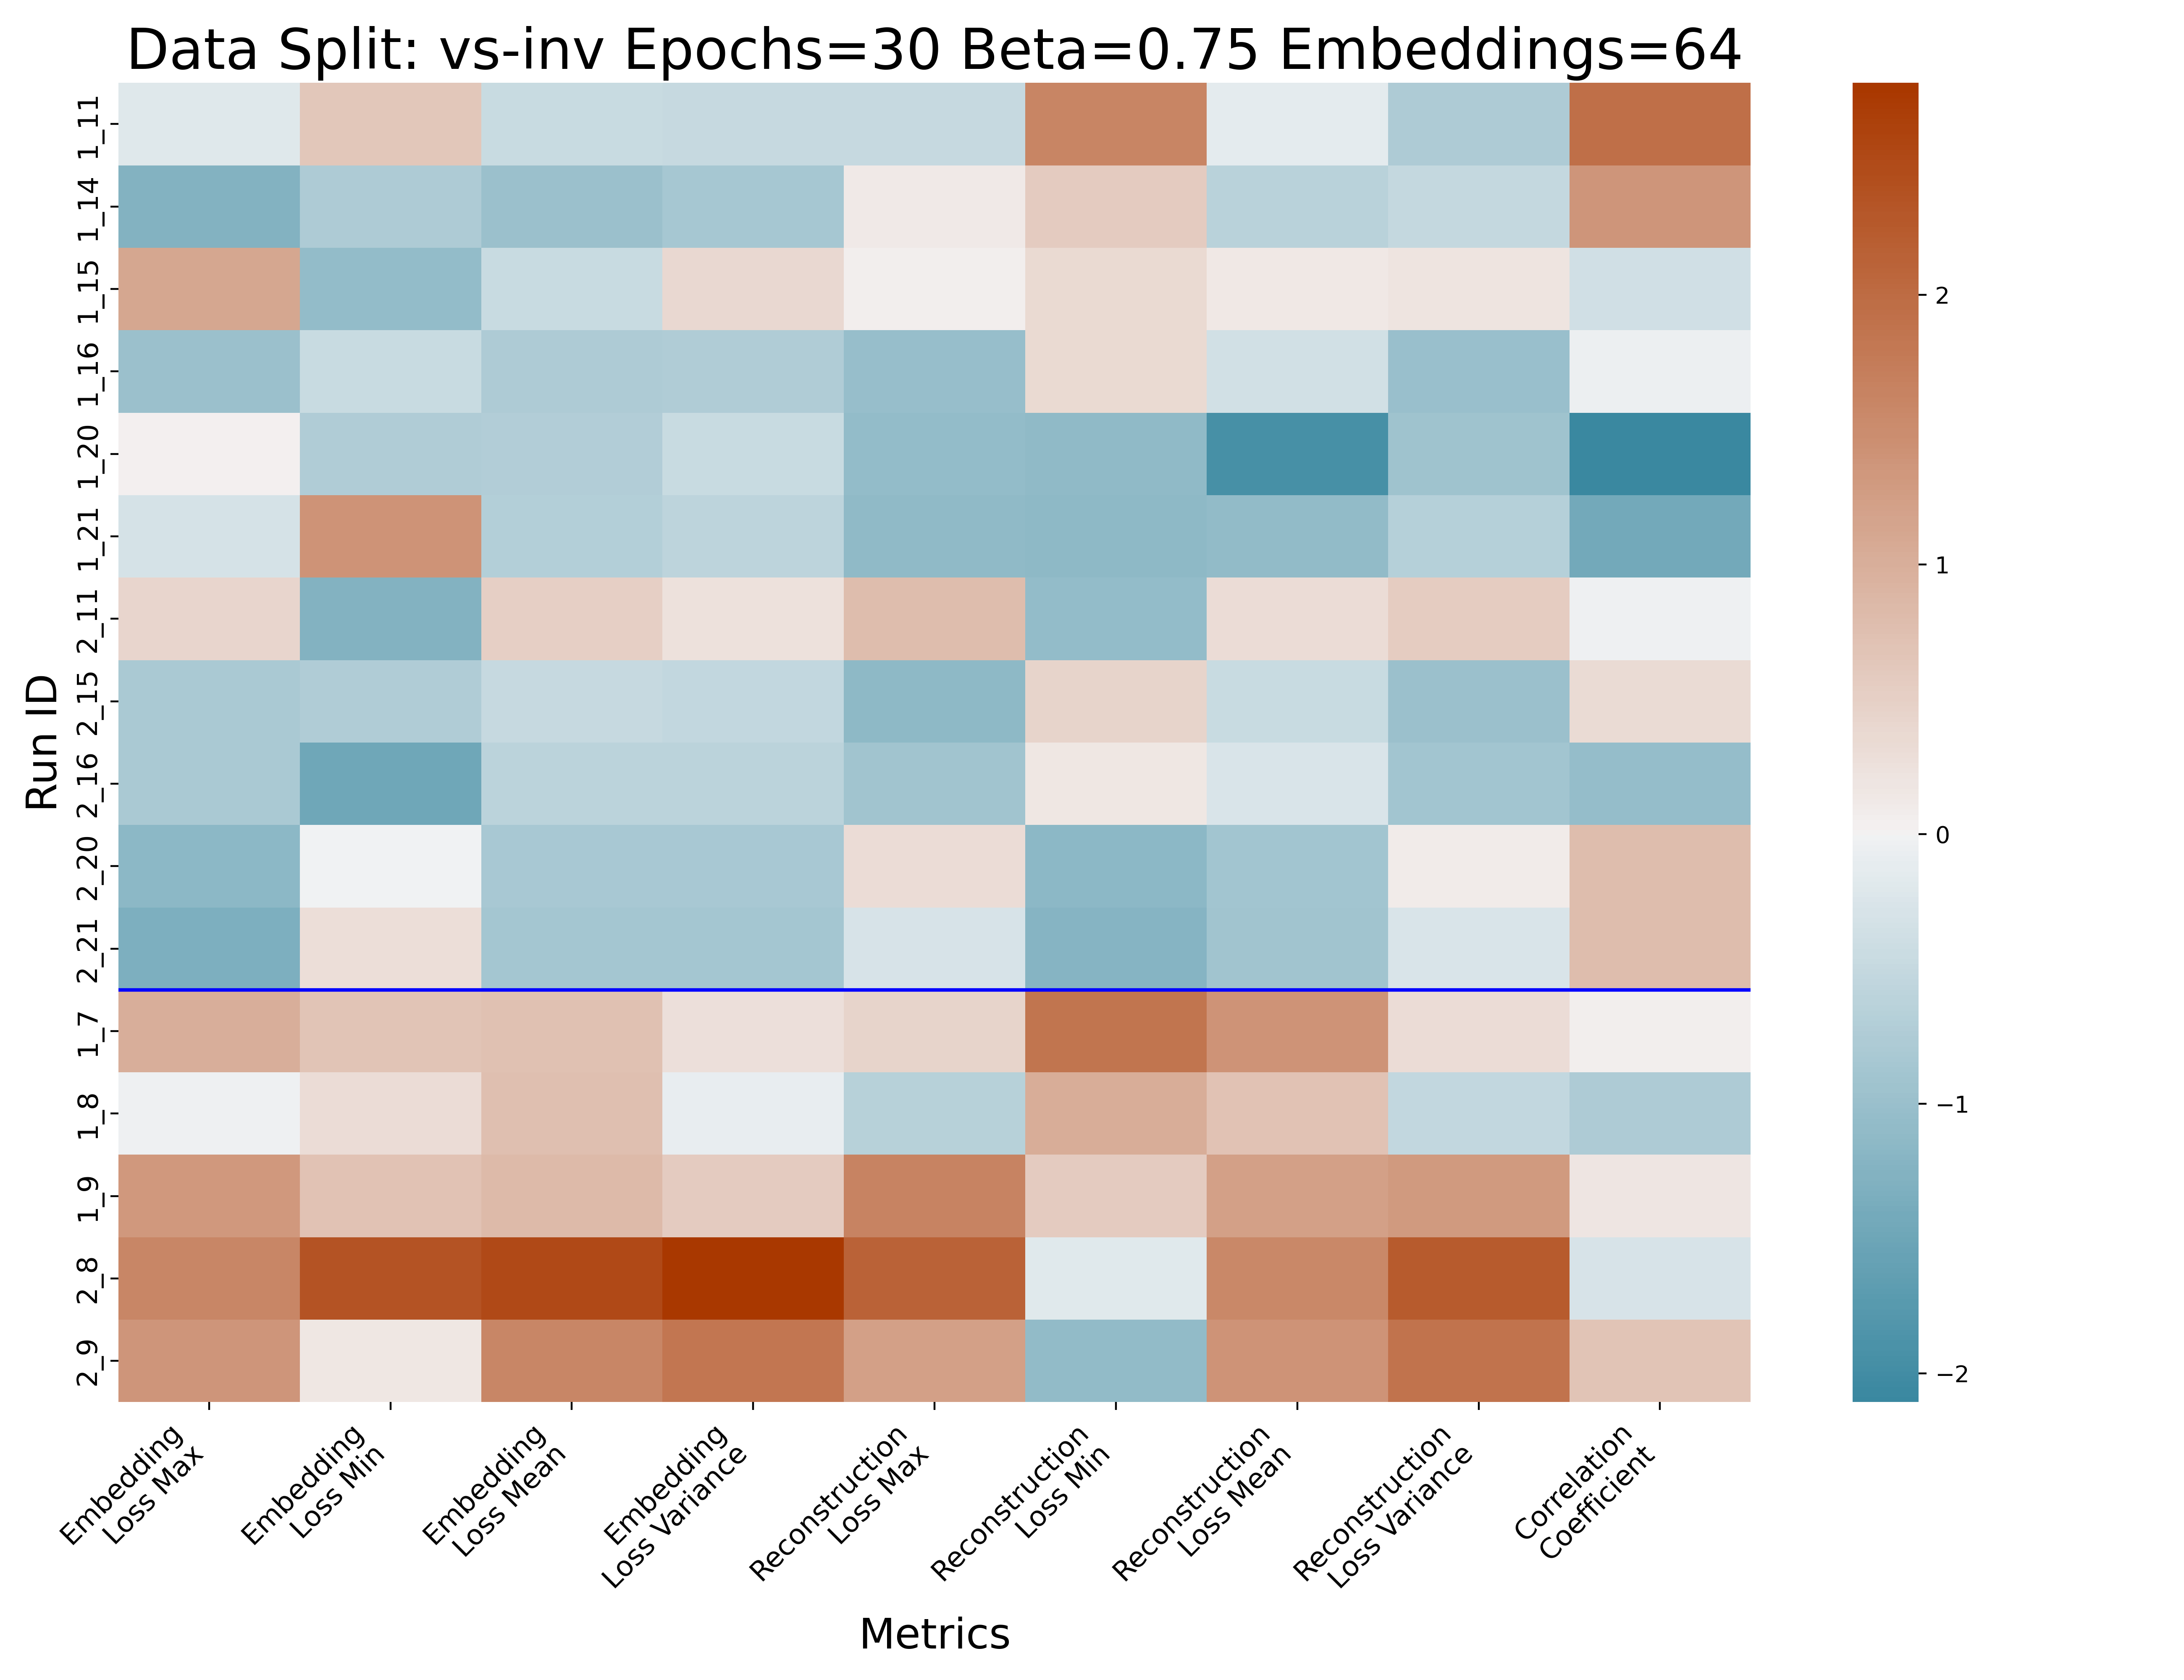 Data Split: vs-inv Epochs=30 Beta=0.75 Embeddings=64
Run ID
1_11
1_14
1_15
1_16
1_20
1_21
2_11
2_15
2_16
2_20
2_21
1_7
1_8
1_9
2_8
2_9
Embedding
Loss Max
Embedding
Loss Min
Embedding
Loss Mean
Embedding
Loss Variance
Reconstruction
Loss Max
Reconstruction
Loss Min
Reconstruction
Loss Mean
Reconstruction
Loss Variance
Correlation
Coefficient
Metrics
2
1
0
−1
−2